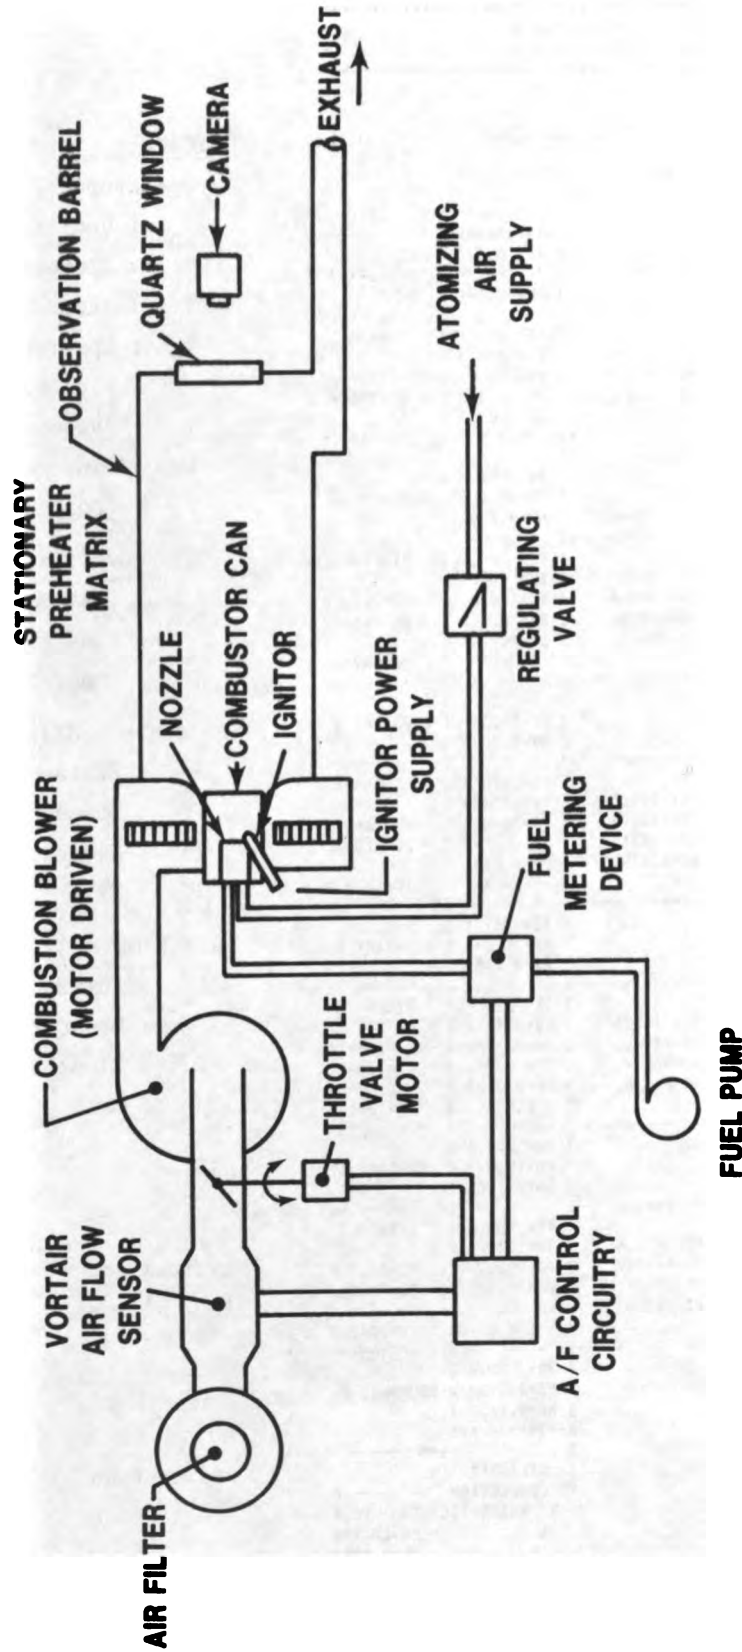 AIR FILTER
VORTAIR
AIR FLOW
SENSOR
COMBUSTION BLOWER
(MOTOR DRIVEN)
STATIONARY
PREHEATER
MATRIX
OBSERVATION BARREL
QUARTZ WINDOW
CAMERA
EXHAUST
NOZZLE
COMBUSTOR CAN
IGNITOR
IGNITOR POWER
SUPPLY
THROTTLE
VALVE
MOTOR
A/F CONTROL
CIRCUITRY
FUEL
METERING
DEVICE
REGULATING
VALVE
ATOMIZING
AIR
SUPPLY
FUEL PUMP